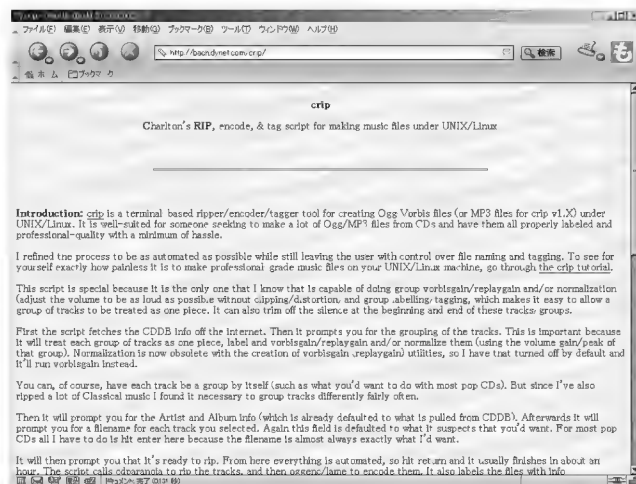 ファイル(F) 編集(E) 表示(V) 移動(G) ブックマーク(B) ツール(T) ウィンドウ(W) ヘルプ(H)
http://bach.dynet.com/crip/ 検索
ホーム ブックマーク
crip
Charlton's RIP, encode, & tag script for making music files under UNIX/Linux
Introduction: crip is a terminal based ripper/encoder/tagger tool for creating Ogg Vorbis files (or MP3 files for crip v1.X) under
UNIX/Linux. It is well-suited for someone seeking to make a lot of Ogg/MP3 files from CDs and have them all properly labeled and
professional-quality with a minimum of hassle.
I refined the process to be as automated as possible while still leaving the user with control over file naming and tagging. To see for
yourself exactly how painless it is to make professional grade music files on your UNIX/Linux machine, go through the crip tutorial.
This script is special because it is the only one that I know that is capable of doing group vorbisgain/replaygain and/or normalization
(adjust the volume to be as loud as possible without clipping/distortion, and group labelling/tagging, which makes it easy to allow a
group of tracks to be treated as one piece. It can also trim off the silence at the beginning and end of these tracks/groups.
First the script fetches the CDDB info off the internet. Then it prompts you for the grouping of the tracks. This is important because
it will treat each group of tracks as one piece, label and vorbisgain/replaygain and/or normalize them (using the volume gain/peak of
that group). Normalization is now obsolete with the creation of vorbisgain (replaygain) utilities, so I have that turned off by default and
it'll run vorbisgain instead.
You can, of course, have each track be a group by itself (such as what you'd want to do with most pop CDs). But since I've also
ripped a lot of Classical music I found it necessary to group tracks differently fairly often.
Then it will prompt you for the Artist and Album info (which is already defaulted to what is pulled from CDDB). Afterwards it will
prompt you for a filename for each track you selected. Again this field is defaulted to what it suspects that you'd want. For most pop
CDs all I have to do is hit enter here because the filename is almost always exactly what I'd want.
It will then prompt you that it's ready to rip. From here everything is automated, so hit return and it usually finishes in about an
hour. The script calls cdparanoia to rip the tracks, and then oggenc/lame to encode them. It also labels the files with info
ドキュメント: 完了